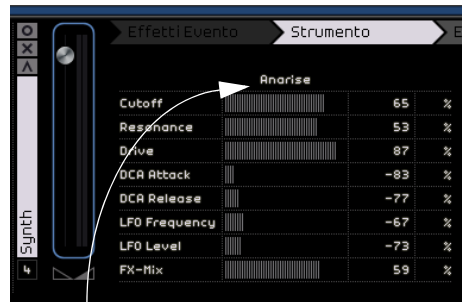 Effetti Evento Strumento E
Anarise
Cutoff 65 %
Resonance 53 %
Drive 87 %
DCA Attack -83 %
DCA Release -77 %
LFO Frequency -67 %
LFO Level -73 %
FX-Mix 59 %
Synth
4